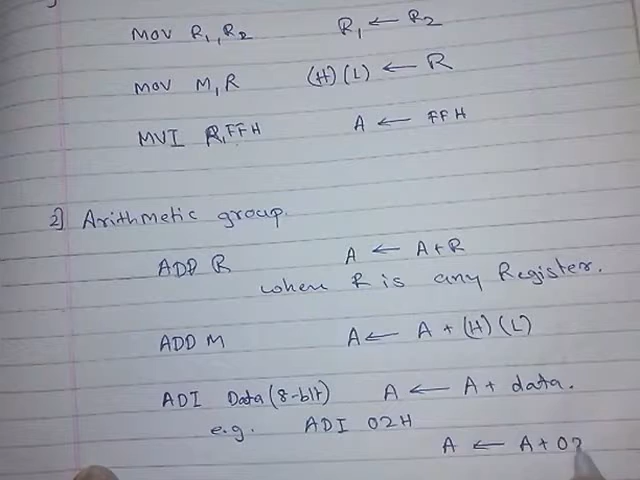 MOV R1,R2 R1 ← R2
MOV M,R (H)(L) ← R
MVI R,FFH A ← FFH
2] Arithmetic group.
ADD R A ← A+R
where R is any Register.
ADD M A ← A + (H)(L)
ADI Data(8-bit) A ← A + data.
e.g. ADI 02H
A ← A + 02